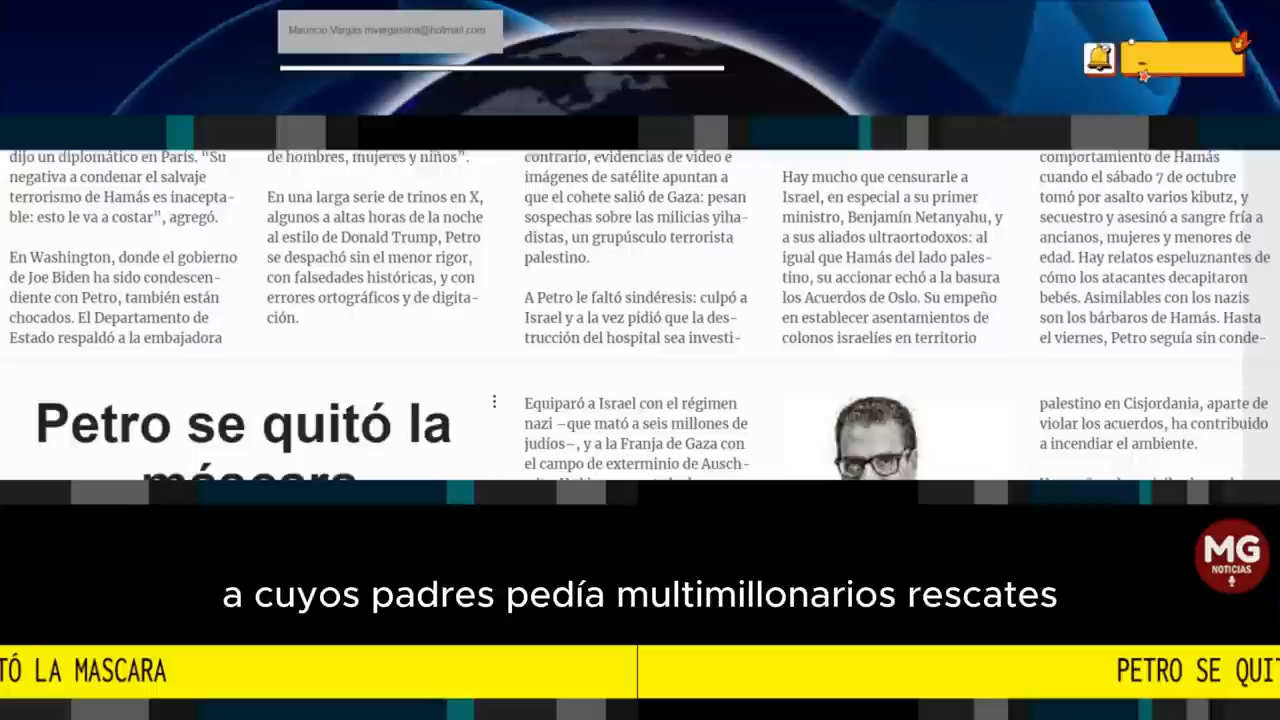 Mauricio Vargas mvargaslina@hotmail.com
dijo un diplomático en París. “Su
negativa a condenar el salvaje
terrorismo de Hamás es inacepta-
ble: esto le va a costar”, agregó.
En Washington, donde el gobierno
de Joe Biden ha sido condescen-
diente con Petro, también están
chocados. El Departamento de
Estado respaldó a la embajadora
de hombres, mujeres y niños”.
En una larga serie de trinos en X,
algunos a altas horas de la noche
al estilo de Donald Trump, Petro
se despachó sin el menor rigor,
con falsedades históricas, y con
errores ortográficos y de digita-
ción.
contrario, evidencias de video e
imágenes de satélite apuntan a
que el cohete salió de Gaza: pesan
sospechas sobre las milicias yiha-
distas, un grupúsculo terrorista
palestino.
A Petro le faltó sindéresis: culpó a
Israel y a la vez pidió que la des-
trucción del hospital sea investi-
Hay mucho que censurarle a
Israel, en especial a su primer
ministro, Benjamín Netanyahu, y
a sus aliados ultraortodoxos: al
igual que Hamás del lado pales-
tino, su accionar echó a la basura
los Acuerdos de Oslo. Su empeño
en establecer asentamientos de
colonos israelíes en territorio
comportamiento de Hamás
cuando el sábado 7 de octubre
tomó por asalto varios kibutz, y
secuestro y asesinó a sangre fría a
ancianos, mujeres y menores de
edad. Hay relatos espeluznantes de
cómo los atacantes decapitaron
bebés. Asimilables con los nazis
son los bárbaros de Hamás. Hasta
el viernes, Petro seguía sin conde-
Petro se quitó la
máscara
Equiparó a Israel con el régimen
nazi –que mató a seis millones de
judíos–, y a la Franja de Gaza con
el campo de exterminio de Ausch-
palestino en Cisjordania, aparte de
violar los acuerdos, ha contribuido
a incendiar el ambiente.
MG
NOTICIAS
a cuyos padres pedía multimillonarios rescates
TÓ LA MASCARA
PETRO SE QUIT